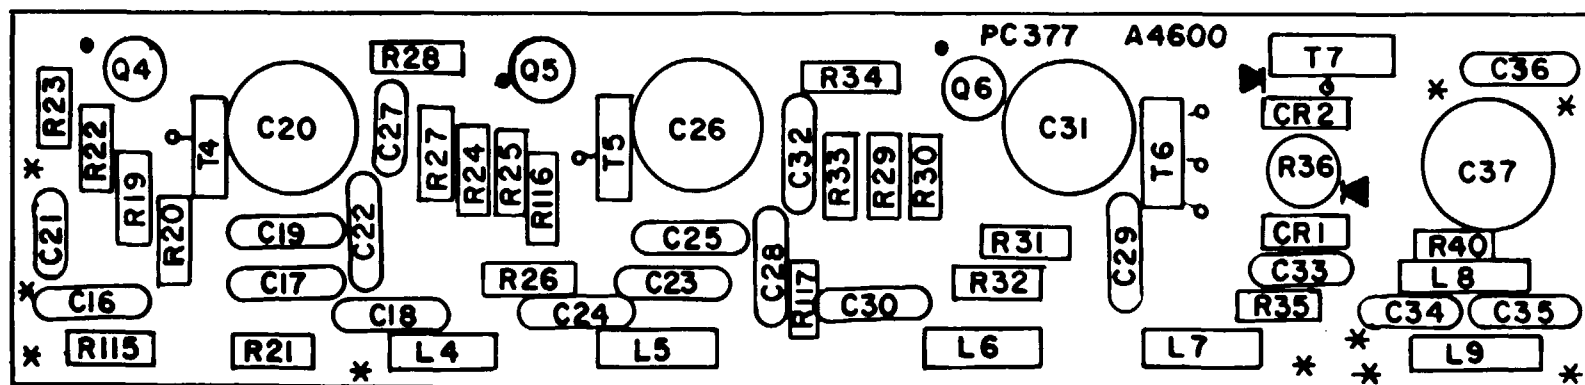 PC377 A4600
Q4
R28
Q5
R34
Q6
T7
C36
R23
R22
T4
C20
C27
R27
R24
R25
T5
C26
C32
C31
T6
CR2
R36
C37
R19
R20
R116
R33
R29
R30
C21
C19
C22
C25
C28
R31
C29
CR1
R40
C16
C17
R26
C23
R117
R32
C33
L8
C18
C24
C30
R35
C34
C35
R115
R21
L4
L5
L6
L7
L9